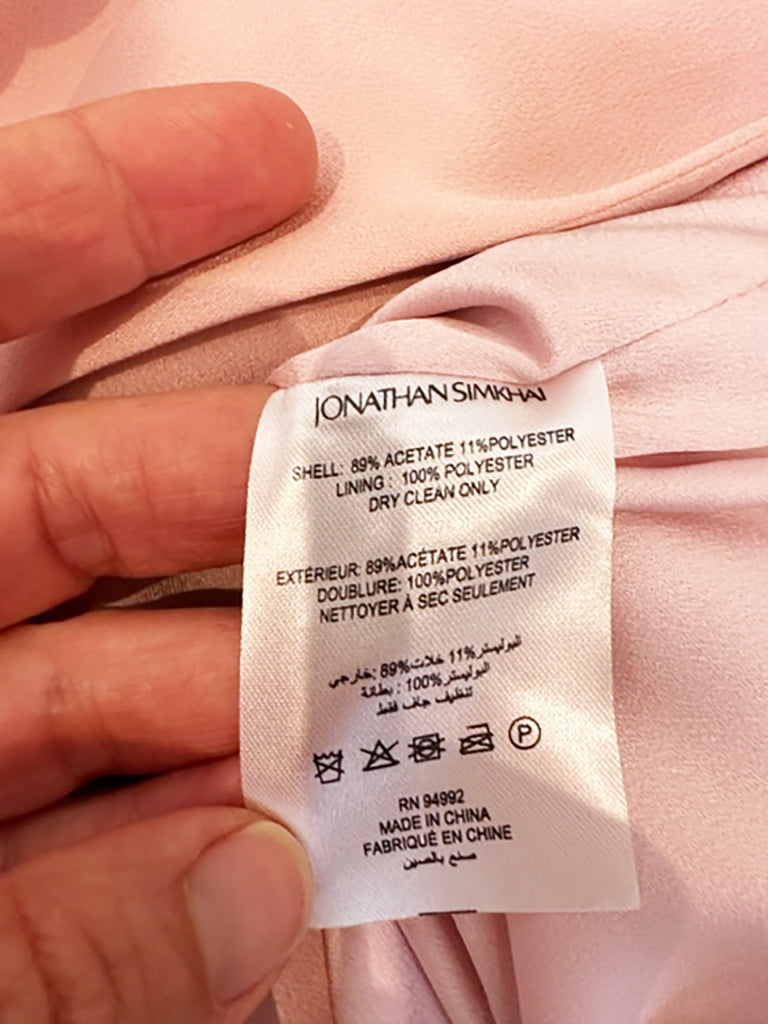 JONATHAN SIMKHAI
SHELL: 89% ACETATE 11%POLYESTER
LINING : 100% POLYESTER
DRY CLEAN ONLY
EXTÉRIEUR: 89%ACÉTATE 11%POLYESTER
DOUBLURE: 100%POLYESTER
NETTOYER À SEC SEULEMENT
خارجي: 89%خلات 11%البوليستر
بطانة : 100%البوليستر
تنظيف جاف فقط
P
RN 94992
MADE IN CHINA
FABRIQUÉ EN CHINE
صنع بالصين